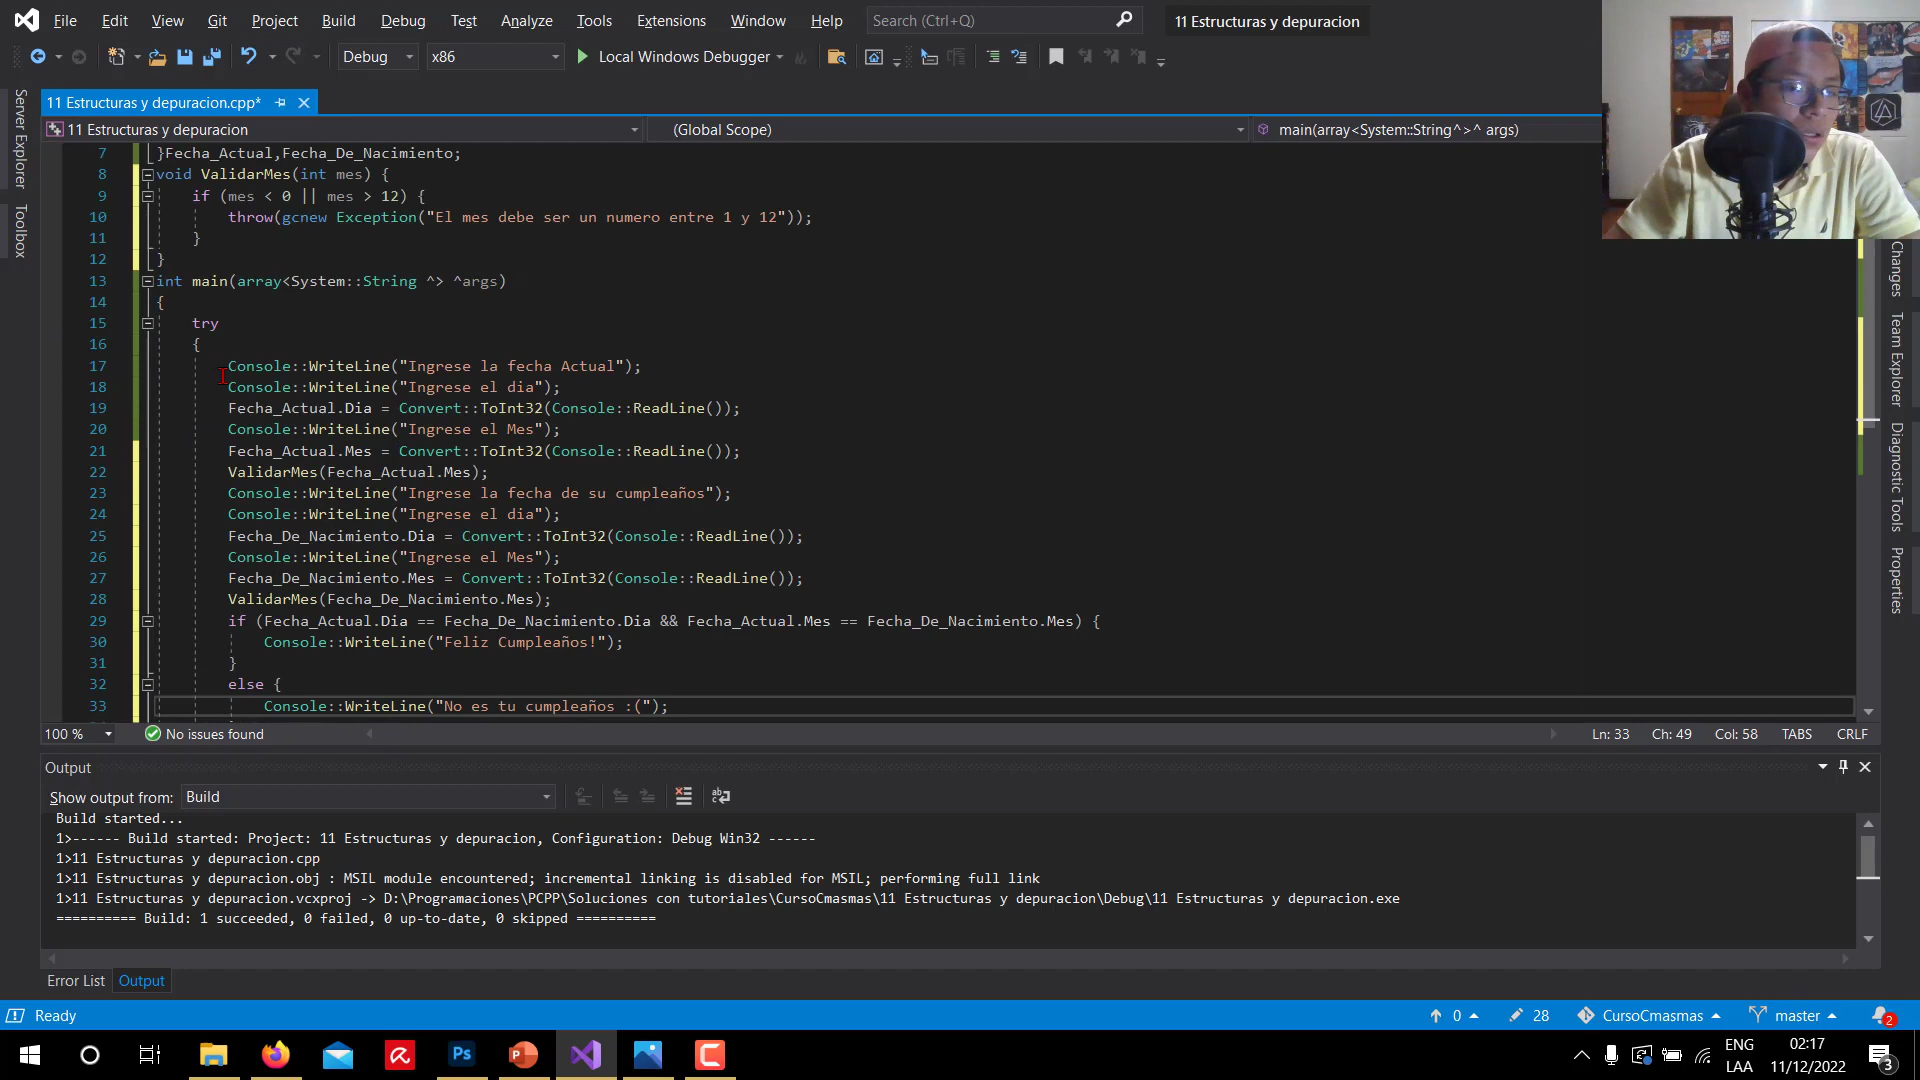 File Edit View Git Project Build Debug Test Analyze Tools Extensions Window Help Search (Ctrl+Q) 11 Estructuras y depuracion
Debug x86 Local Windows Debugger
Server Explorer
Toolbox
11 Estructuras y depuracion.cpp*
11 Estructuras y depuracion (Global Scope) main(array<System::String^>^ args)
7 }Fecha_Actual,Fecha_De_Nacimiento;
8 void ValidarMes(int mes) {
9 if (mes < 0 || mes > 12) {
10 throw(gcnew Exception("El mes debe ser un numero entre 1 y 12"));
11 }
12 }
13 int main(array<System::String ^> ^args)
14 {
15 try
16 {
17 Console::WriteLine("Ingrese la fecha Actual");
18 Console::WriteLine("Ingrese el dia");
19 Fecha_Actual.Dia = Convert::ToInt32(Console::ReadLine());
20 Console::WriteLine("Ingrese el Mes");
21 Fecha_Actual.Mes = Convert::ToInt32(Console::ReadLine());
22 ValidarMes(Fecha_Actual.Mes);
23 Console::WriteLine("Ingrese la fecha de su cumpleaños");
24 Console::WriteLine("Ingrese el dia");
25 Fecha_De_Nacimiento.Dia = Convert::ToInt32(Console::ReadLine());
26 Console::WriteLine("Ingrese el Mes");
27 Fecha_De_Nacimiento.Mes = Convert::ToInt32(Console::ReadLine());
28 ValidarMes(Fecha_De_Nacimiento.Mes);
29 if (Fecha_Actual.Dia == Fecha_De_Nacimiento.Dia && Fecha_Actual.Mes == Fecha_De_Nacimiento.Mes) {
30 Console::WriteLine("Feliz Cumpleaños!");
31 }
32 else {
33 Console::WriteLine("No es tu cumpleaños :(");
Changes
Team Explorer
Diagnostic Tools
Properties
100 % No issues found Ln: 33 Ch: 49 Col: 58 TABS CRLF
Output
Show output from: Build
Build started...
1>------ Build started: Project: 11 Estructuras y depuracion, Configuration: Debug Win32 ------
1>11 Estructuras y depuracion.cpp
1>11 Estructuras y depuracion.obj : MSIL module encountered; incremental linking is disabled for MSIL; performing full link
1>11 Estructuras y depuracion.vcxproj -> D:\Programaciones\PCPP\Soluciones con tutoriales\CursoCmasmas\11 Estructuras y depuracion\Debug\11 Estructuras y depuracion.exe
========== Build: 1 succeeded, 0 failed, 0 up-to-date, 0 skipped ==========
Error List Output
Ready 0 28 CursoCmasmas master 2
Ps ENG 02:17
LAA 11/12/2022 3